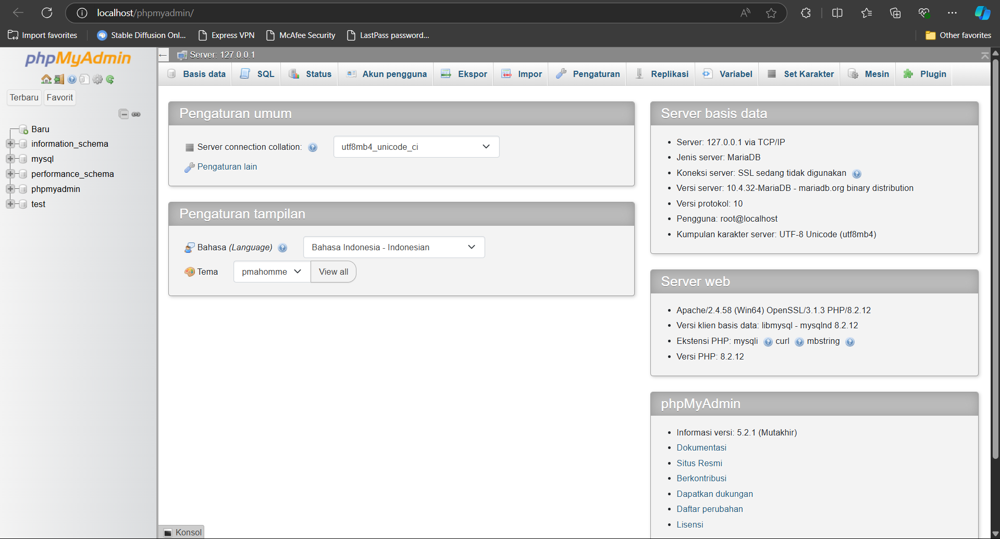 localhost/phpmyadmin/
Import favorites
Stable Diffusion Onl...
Express VPN
McAfee Security
LastPass password...
Other favorites
phpMyAdmin
Terbaru
Favorit
Baru
information_schema
mysql
performance_schema
phpmyadmin
test
Server: 127.0.0.1
Basis data
SQL
Status
Akun pengguna
Ekspor
Impor
Pengaturan
Replikasi
Variabel
Set Karakter
Mesin
Plugin
Pengaturan umum
Server connection collation:
utf8mb4_unicode_ci
Pengaturan lain
Pengaturan tampilan
Bahasa (Language)
Bahasa Indonesia - Indonesian
Tema
pmahomme
View all
Server basis data
Server: 127.0.0.1 via TCP/IP
Jenis server: MariaDB
Koneksi server: SSL sedang tidak digunakan
Versi server: 10.4.32-MariaDB - mariadb.org binary distribution
Versi protokol: 10
Pengguna: root@localhost
Kumpulan karakter server: UTF-8 Unicode (utf8mb4)
Server web
Apache/2.4.58 (Win64) OpenSSL/3.1.3 PHP/8.2.12
Versi klien basis data: libmysql - mysqlnd 8.2.12
Ekstensi PHP: mysqli curl mbstring
Versi PHP: 8.2.12
phpMyAdmin
Informasi versi: 5.2.1 (Mutakhir)
Dokumentasi
Situs Resmi
Berkontribusi
Dapatkan dukungan
Daftar perubahan
Lisensi
Konsol